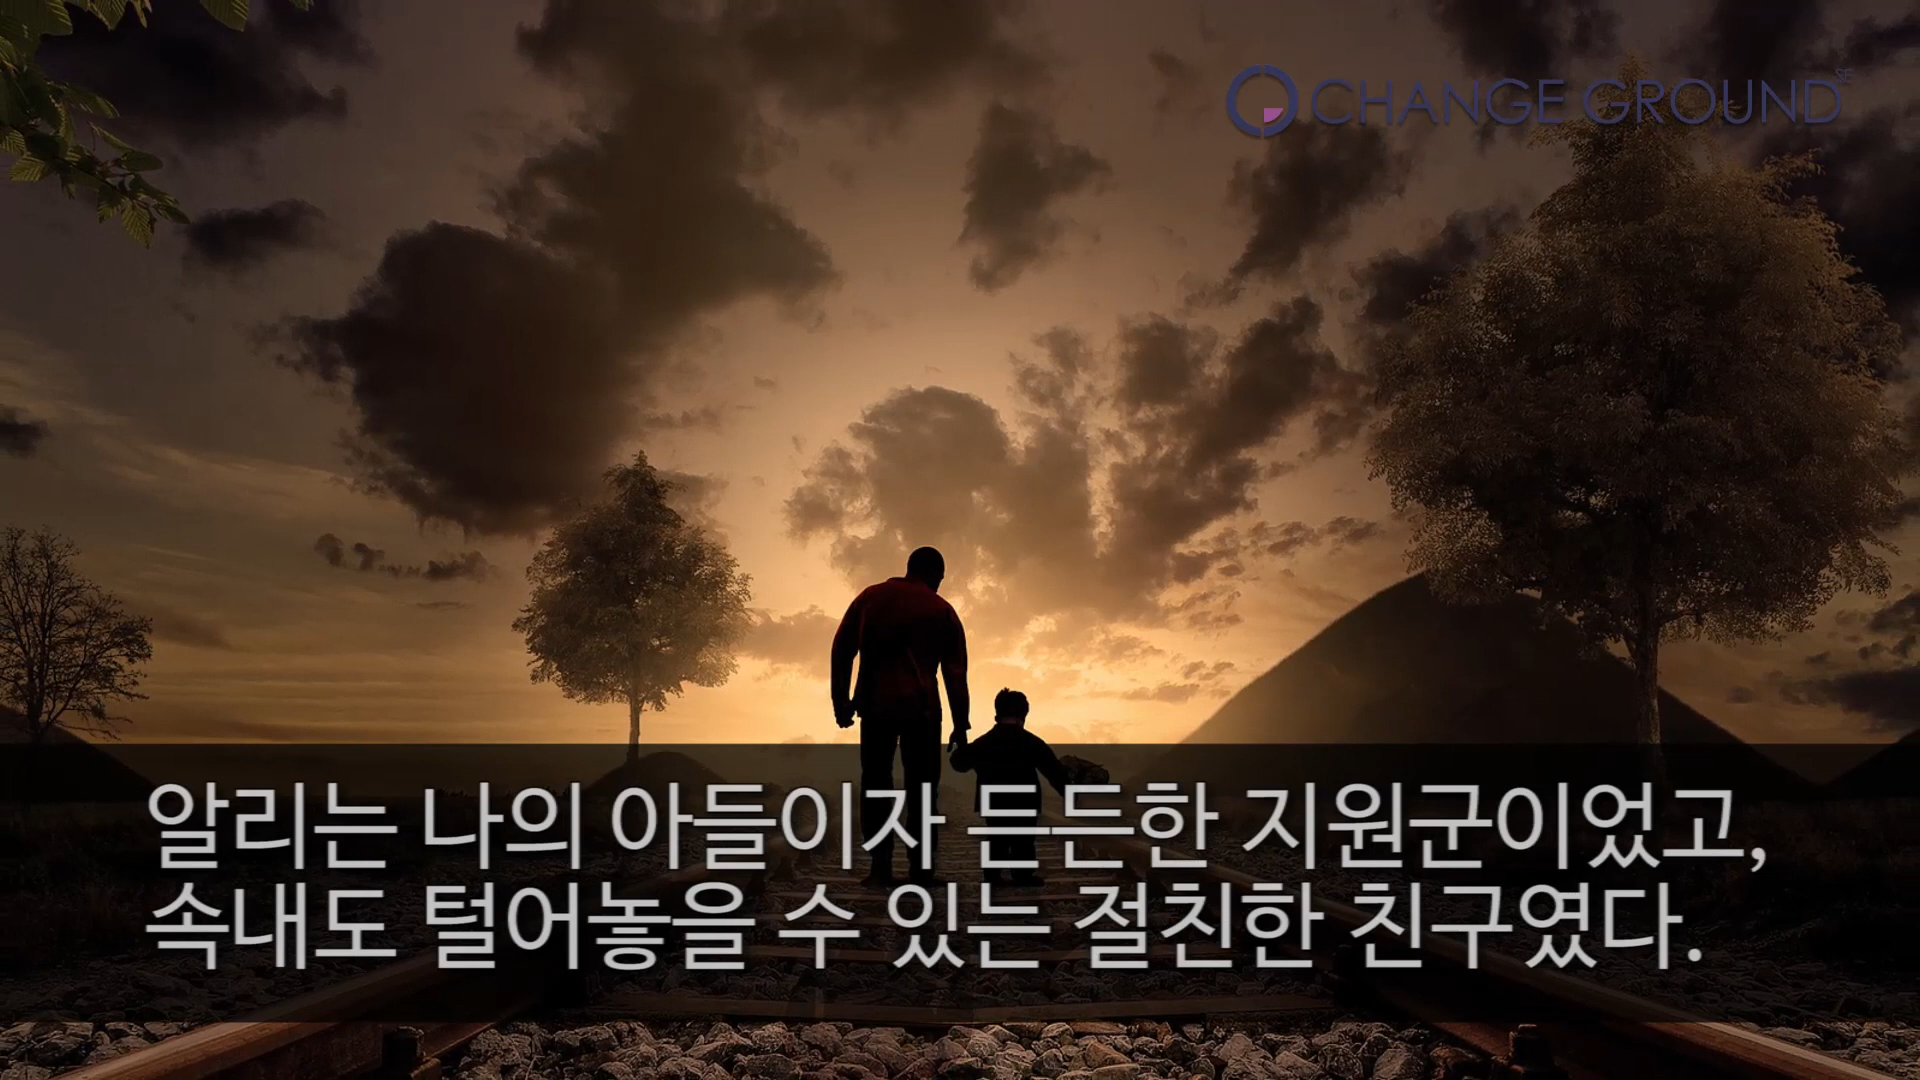 CHANGE GROUND
알리는 나의 아들이자 든든한 지원군이었고,
속내도 털어놓을 수 있는 절친한 친구였다.